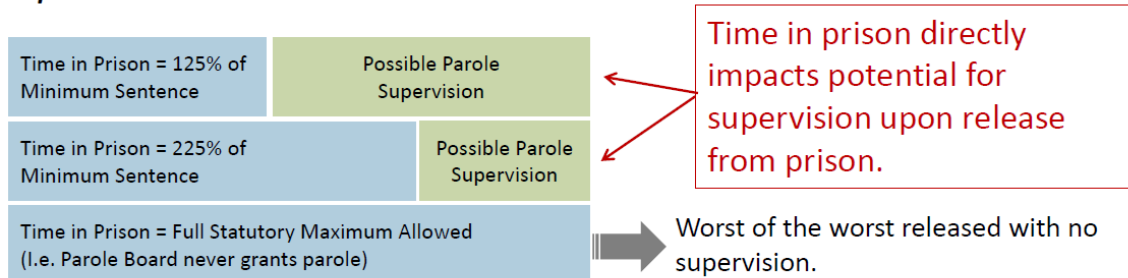 Time in Prison = 125% of
Minimum Sentence
Possible Parole
Supervision
Time in prison directly
impacts potential for
supervision upon release
from prison.
Time in Prison = 225% of
Minimum Sentence
Possible Parole
Supervision
Time in Prison = Full Statutory Maximum Allowed
(I.e. Parole Board never grants parole)
Worst of the worst released with no
supervision.